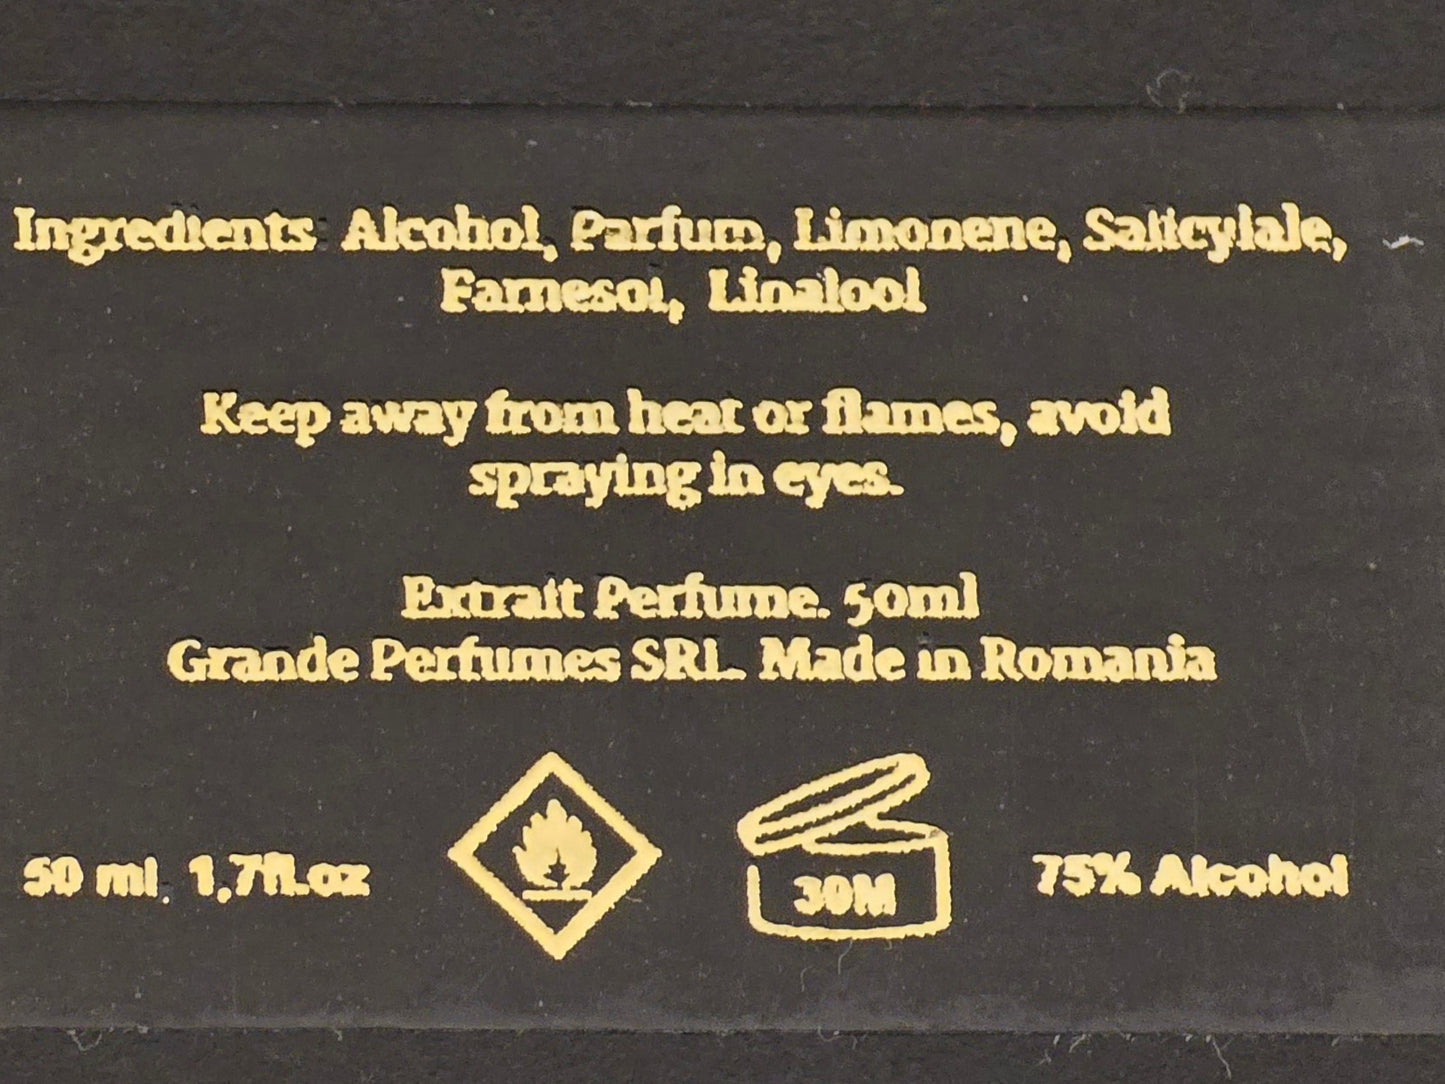 Ingredients: Alcohol, Parfum, Limonene, Salicylale,
Farnesol, Linalool
Keep away from heat or flames, avoid
spraying in eyes.
Extrait Perfume. 50ml
Grande Perfumes SRL. Made in Romania
50 ml, 1,7fl.oz
30M
75% Alcohol